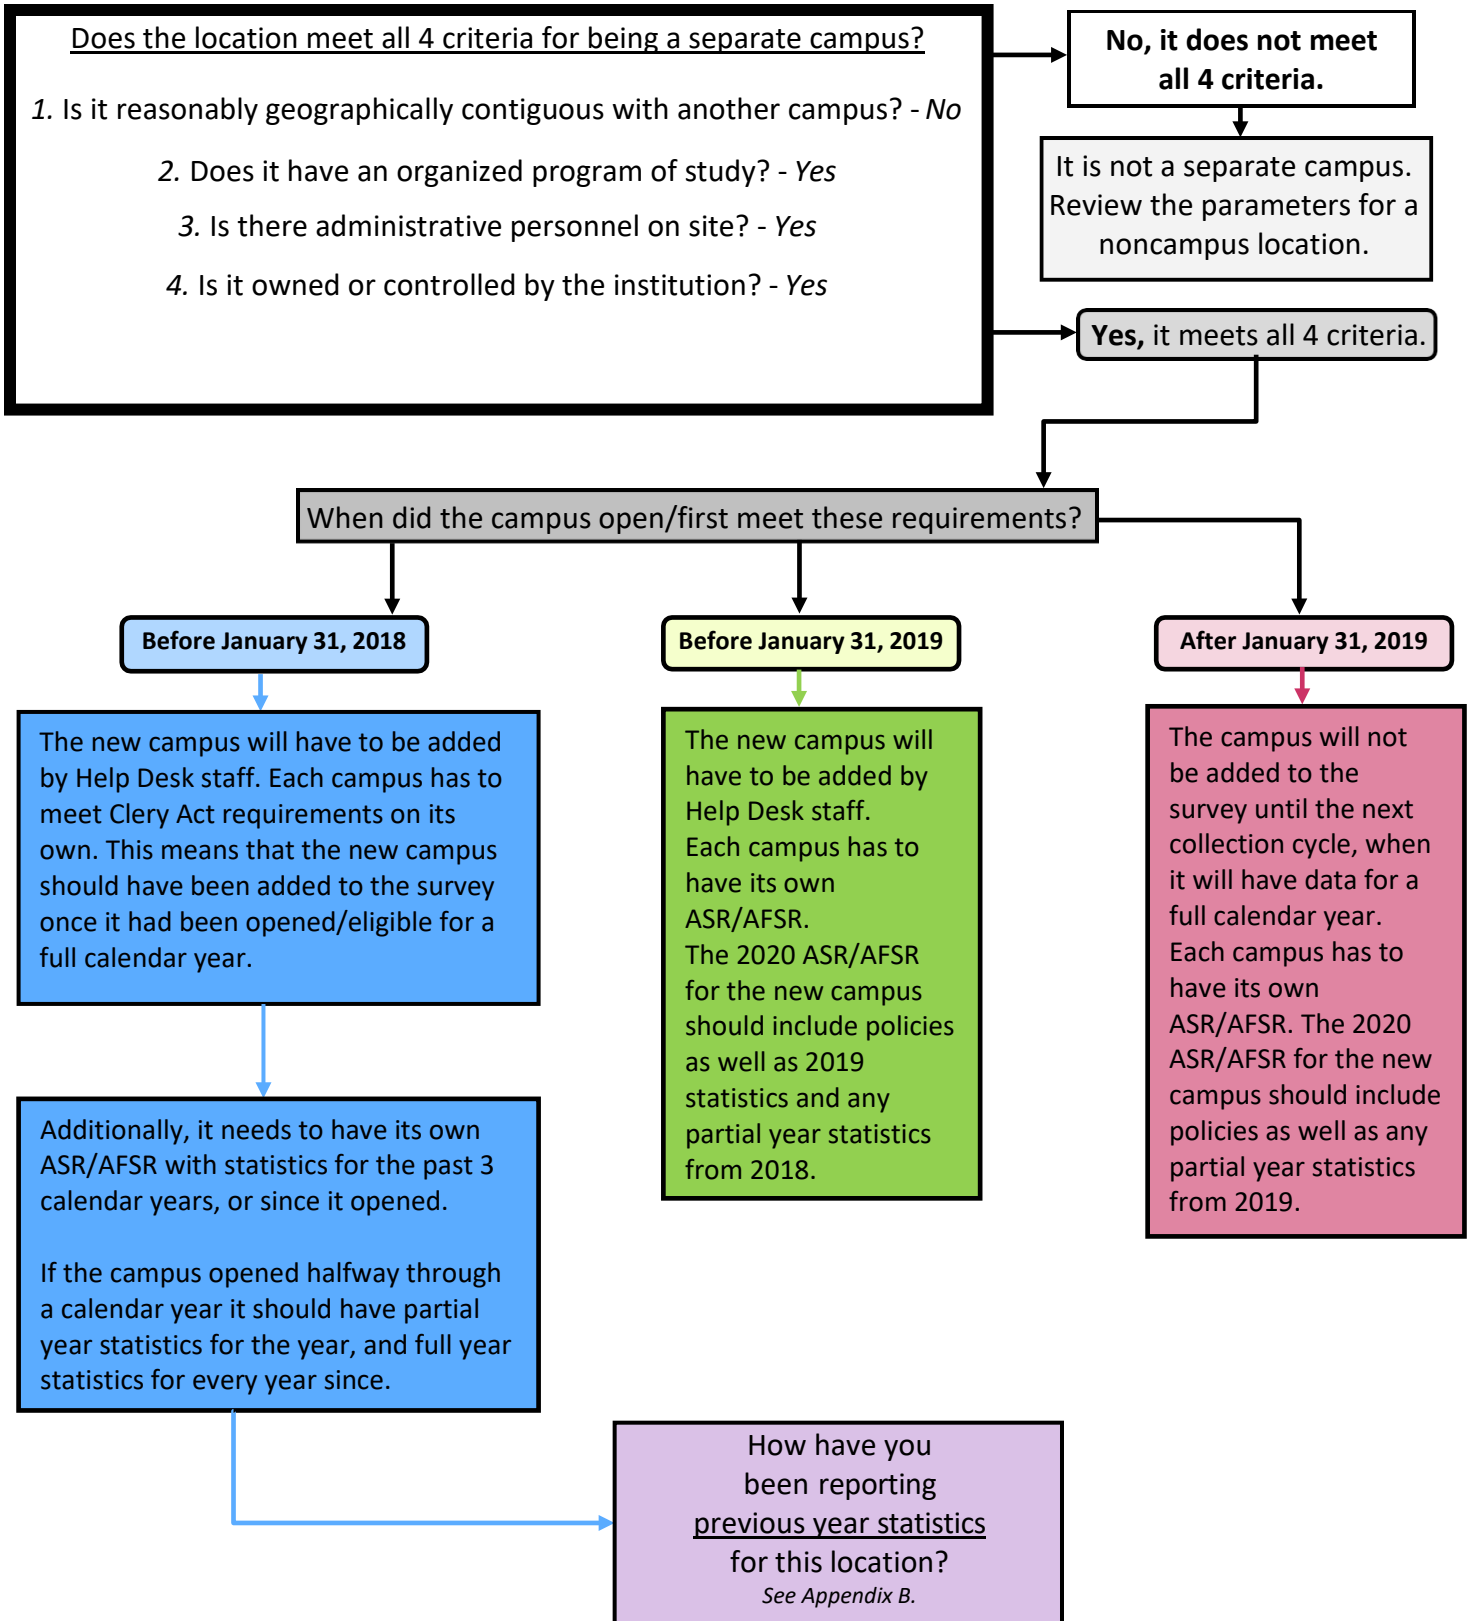 Does the location meet all 4 criteria for being a separate campus?
1. Is it reasonably geographically contiguous with another campus? - No
2. Does it have an organized program of study? - Yes
3. Is there administrative personnel on site? - Yes
4. Is it owned or controlled by the institution? - Yes
No, it does not meet
all 4 criteria.
It is not a separate campus.
Review the parameters for a
noncampus location.
Yes, it meets all 4 criteria.
When did the campus open/first meet these requirements?
Before January 31, 2018
The new campus will have to be added
by Help Desk staff. Each campus has to
meet Clery Act requirements on its
own. This means that the new campus
should have been added to the survey
once it had been opened/eligible for a
full calendar year.
Additionally, it needs to have its own
ASR/AFSR with statistics for the past 3
calendar years, or since it opened.
If the campus opened halfway through
a calendar year it should have partial
year statistics for the year, and full year
statistics for every year since.
How have you
been reporting
previous year statistics
for this location?
See Appendix B.
Before January 31, 2019
The new campus will
have to be added by
Help Desk staff.
Each campus has to
have its own
ASR/AFSR.
The 2020 ASR/AFSR
for the new campus
should include policies
as well as 2019
statistics and any
partial year statistics
from 2018.
After January 31, 2019
The campus will not
be added to the
survey until the next
collection cycle, when
it will have data for a
full calendar year.
Each campus has to
have its own
ASR/AFSR. The 2020
ASR/AFSR for the new
campus should include
policies as well as any
partial year statistics
from 2019.